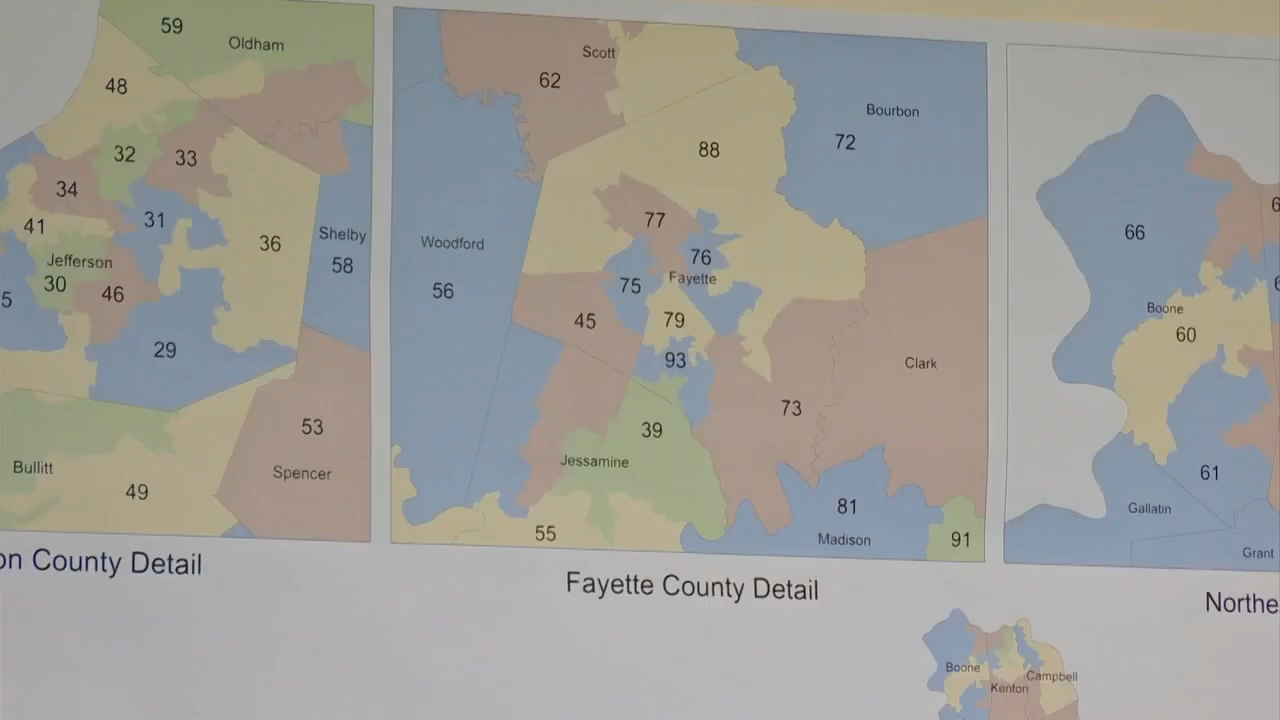 59
Oldham
48
32
33
34
41
31
36
Shelby
58
Jefferson
30
46
5
29
53
Bullitt
Spencer
49
on County Detail
Scott
62
Bourbon
72
88
77
Woodford
76
56
75
Fayette
45
79
93
Clark
73
39
Jessamine
81
55
Madison
91
Fayette County Detail
66
6
6
Boone
60
61
Gallatin
Grant
Northe
Boone
Campbell
Kenton